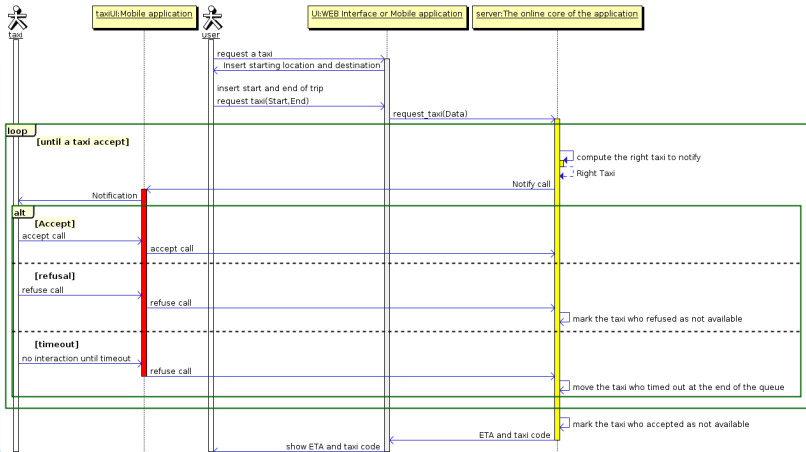 taxiUI:Mobile application
UI:WEB Interface or Mobile application
server:The online core of the application
taxi
user
request a taxi
Insert starting location and destination
insert start and end of trip
request taxi(Start,End)
request_taxi(Data)
loop
[until a taxi accept]
compute the right taxi to notify
Right Taxi
Notify call
Notification
alt
[Accept]
accept call
accept call
[refusal]
refuse call
refuse call
mark the taxi who refused as not available
[timeout]
no interaction until timeout
refuse call
move the taxi who timed out at the end of the queue
mark the taxi who accepted as not available
ETA and taxi code
show ETA and taxi code